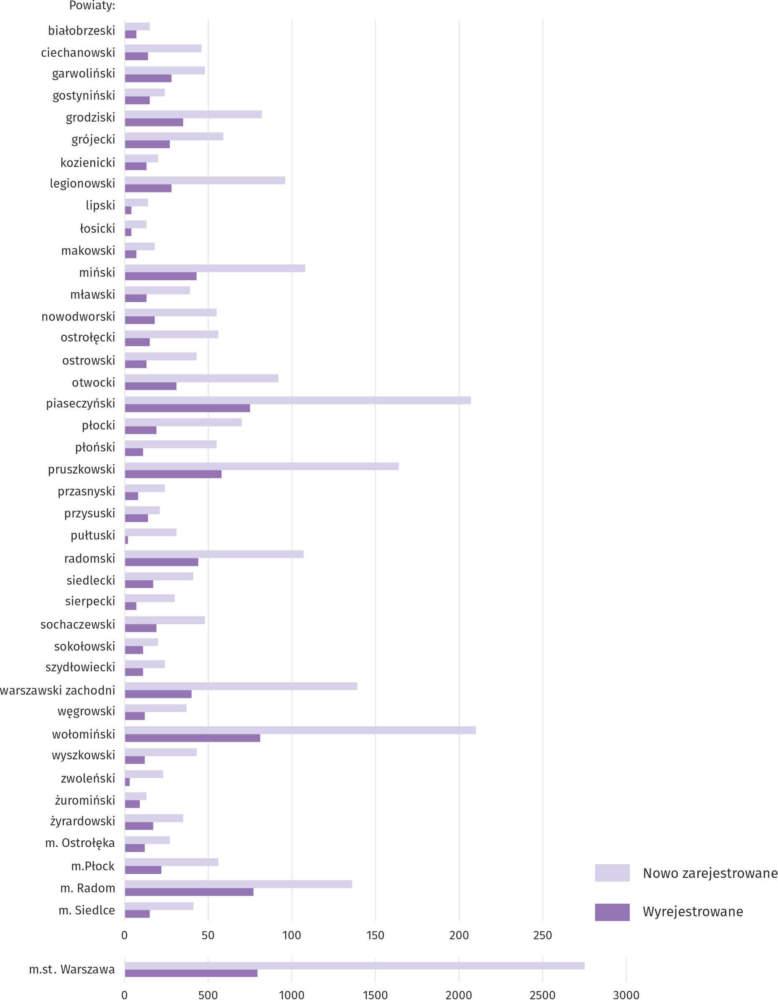 Powiaty:
białobrzeski
ciechanowski
garwoliński
gostyniński
grodziski
grójecki
kozienicki
legionowski
lipski
łosicki
makowski
miński
mławski
nowodworski
ostrołęcki
ostrowski
otwocki
piaseczyński
płocki
płoński
pruszkowski
przasnyski
przysuski
pułtuski
radomski
siedlecki
sierpecki
sochaczewski
sokołowski
szydłowiecki
warszawski zachodni
węgrowski
wołomiński
wyszkowski
zwoleński
żuromiński
żyrardowski
m. Ostrołęka
m.Płock
m. Radom
m. Siedlce
Nowo zarejestrowane
Wyrejestrowane
0 50 100 150 200 250
m.st. Warszawa
0 500 1000 1500 2000 2500 3000